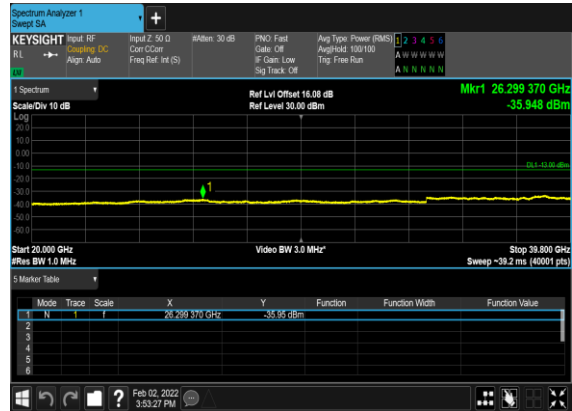 Spectrum Analyzer 1
Swept SA
+
KEYSIGHT Input: RF Input Z: 50 Ω #Atten: 30 dB PNO: Fast Avg Type: Power (RMS) 1 2 3 4 5 6
RL Coupling: DC Corr CCorr Gate: Off Avg|Hold: 100/100 A W W W W W
Align: Auto Freq Ref: Int (S) IF Gain: Low Trig: Free Run
LW Sig Track: Off A N N N N N
1 Spectrum Ref Lvl Offset 16.08 dB Mkr1 26.299 370 GHz
Scale/Div 10 dB Ref Level 30.00 dBm -35.948 dBm
Log
20.0
10.0
0.00
-10.0 DL1 -13.00 dBm
-20.0
-30.0 1
-40.0
-50.0
-60.0
Start 20.000 GHz Video BW 3.0 MHz* Stop 39.800 GHz
#Res BW 1.0 MHz Sweep ~39.2 ms (40001 pts)
5 Marker Table
Mode Trace Scale X Y Function Function Width Function Value
1 N 1 f 26.299 370 GHz -35.95 dBm
2
3
4
5
6
? Feb 02, 2022
3:53:27 PM